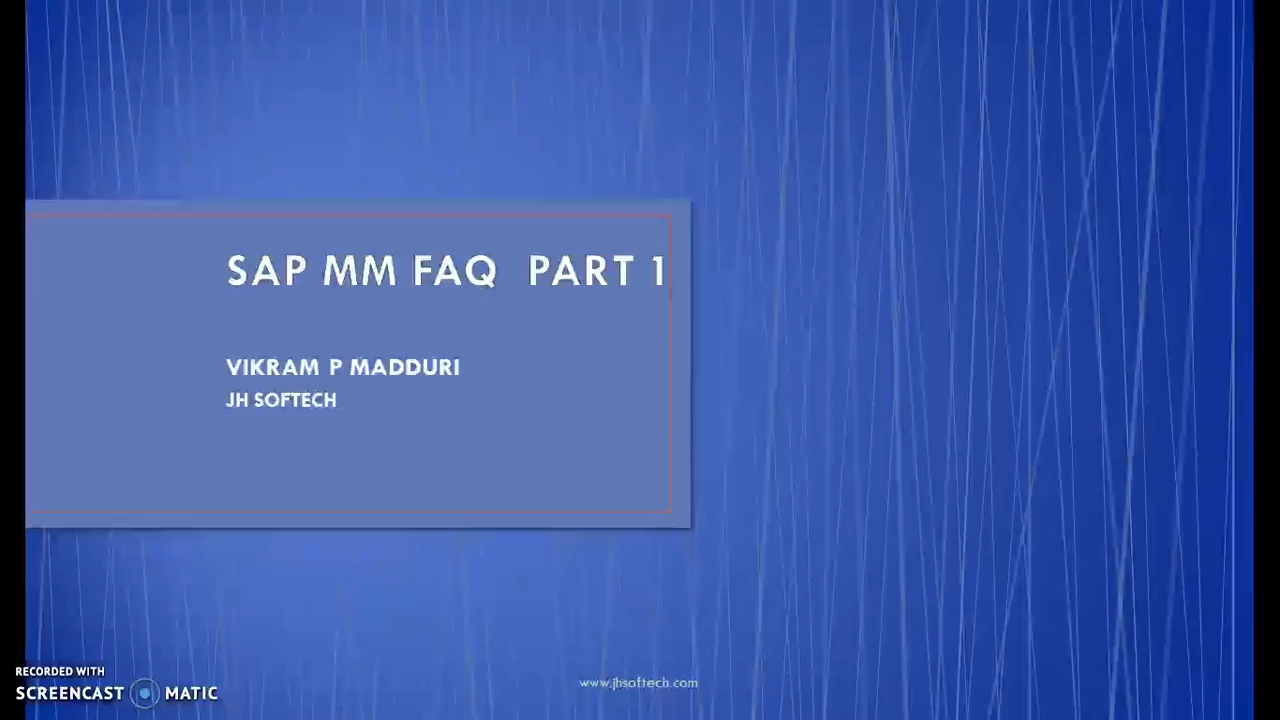 SAP MM FAQ PART 1
VIKRAM P MADDURI
JH SOFTECH
www.jhsoftech.com
RECORDED WITH
SCREENCAST MATIC